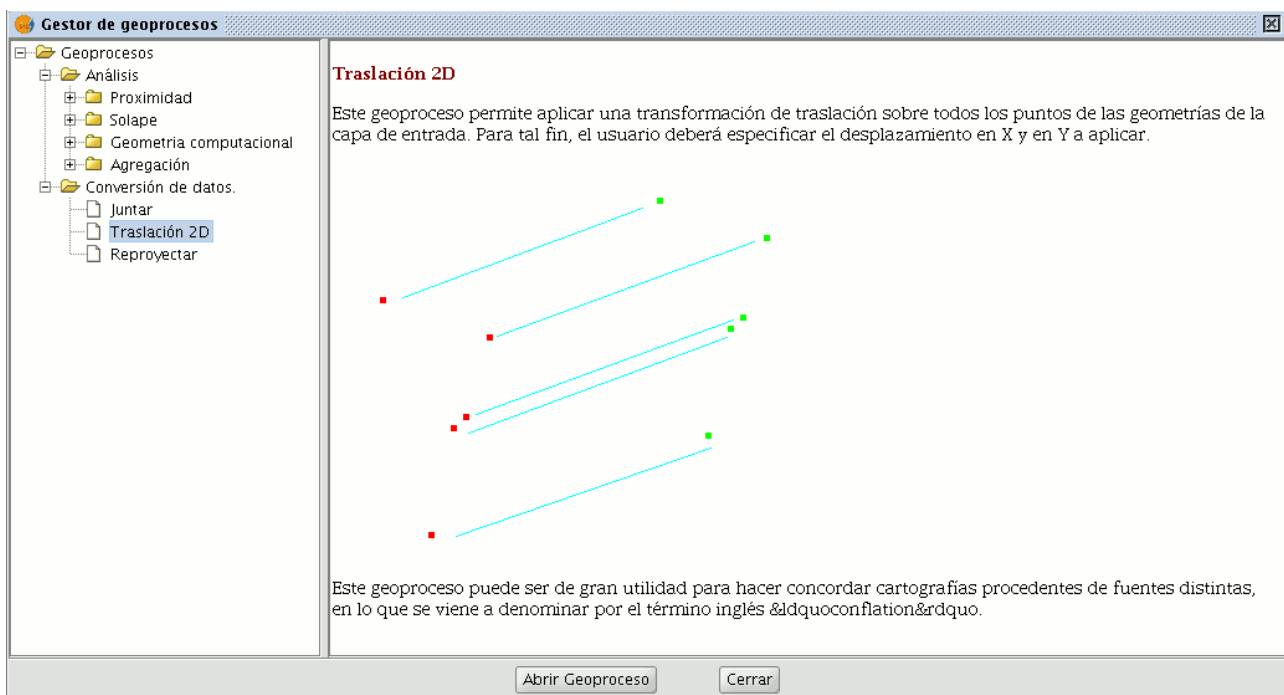 Gestor de geoprocesos
Geoprocesos
Análisis
Proximidad
Solape
Geometria computacional
Agregación
Conversión de datos.
Juntar
Traslación 2D
Reproyectar
Traslación 2D
Este geoproceso permite aplicar una transformación de traslación sobre todos los puntos de las geometrías de la
capa de entrada. Para tal fin, el usuario deberá especificar el desplazamiento en X y en Y a aplicar.
Este geoproceso puede ser de gran utilidad para hacer concordar cartografías procedentes de fuentes distintas,
en lo que se viene a denominar por el término inglés &ldquoconflation&rdquo.
Abrir Geoproceso
Cerrar